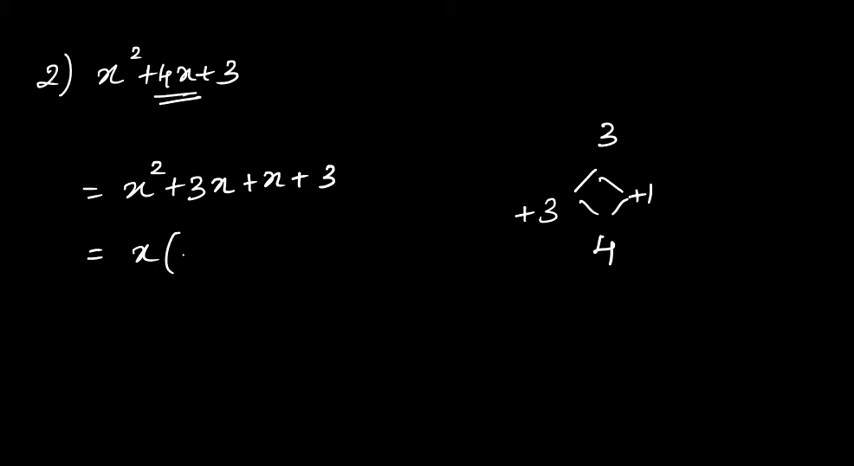 2) x²+4x+3
= x²+3x+x+3
= x(
3
+3 +1
4